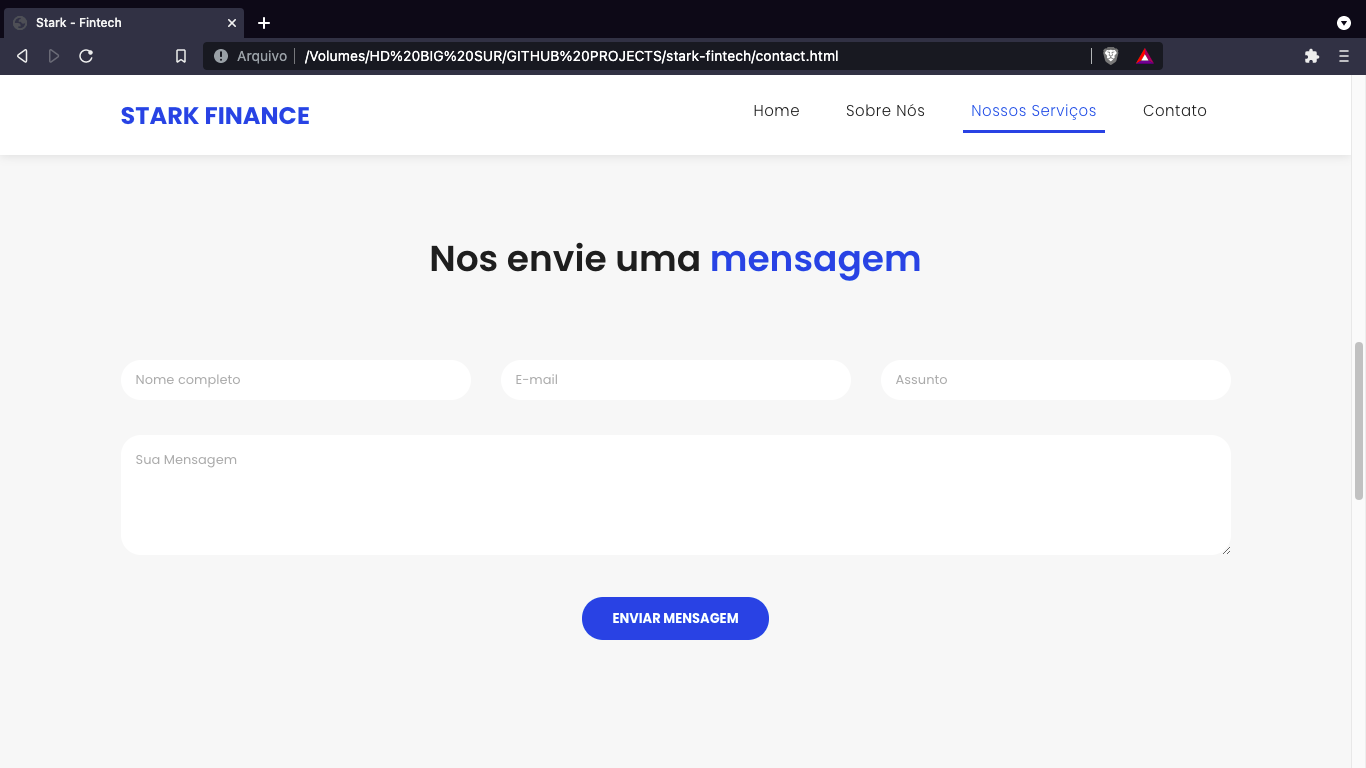 Stark - Fintech
Arquivo /Volumes/HD%20BIG%20SUR/GITHUB%20PROJECTS/stark-fintech/contact.html
STARK FINANCE Home Sobre Nós Nossos Serviços Contato
Nos envie uma mensagem
Nome completo E-mail Assunto
Sua Mensagem
ENVIAR MENSAGEM